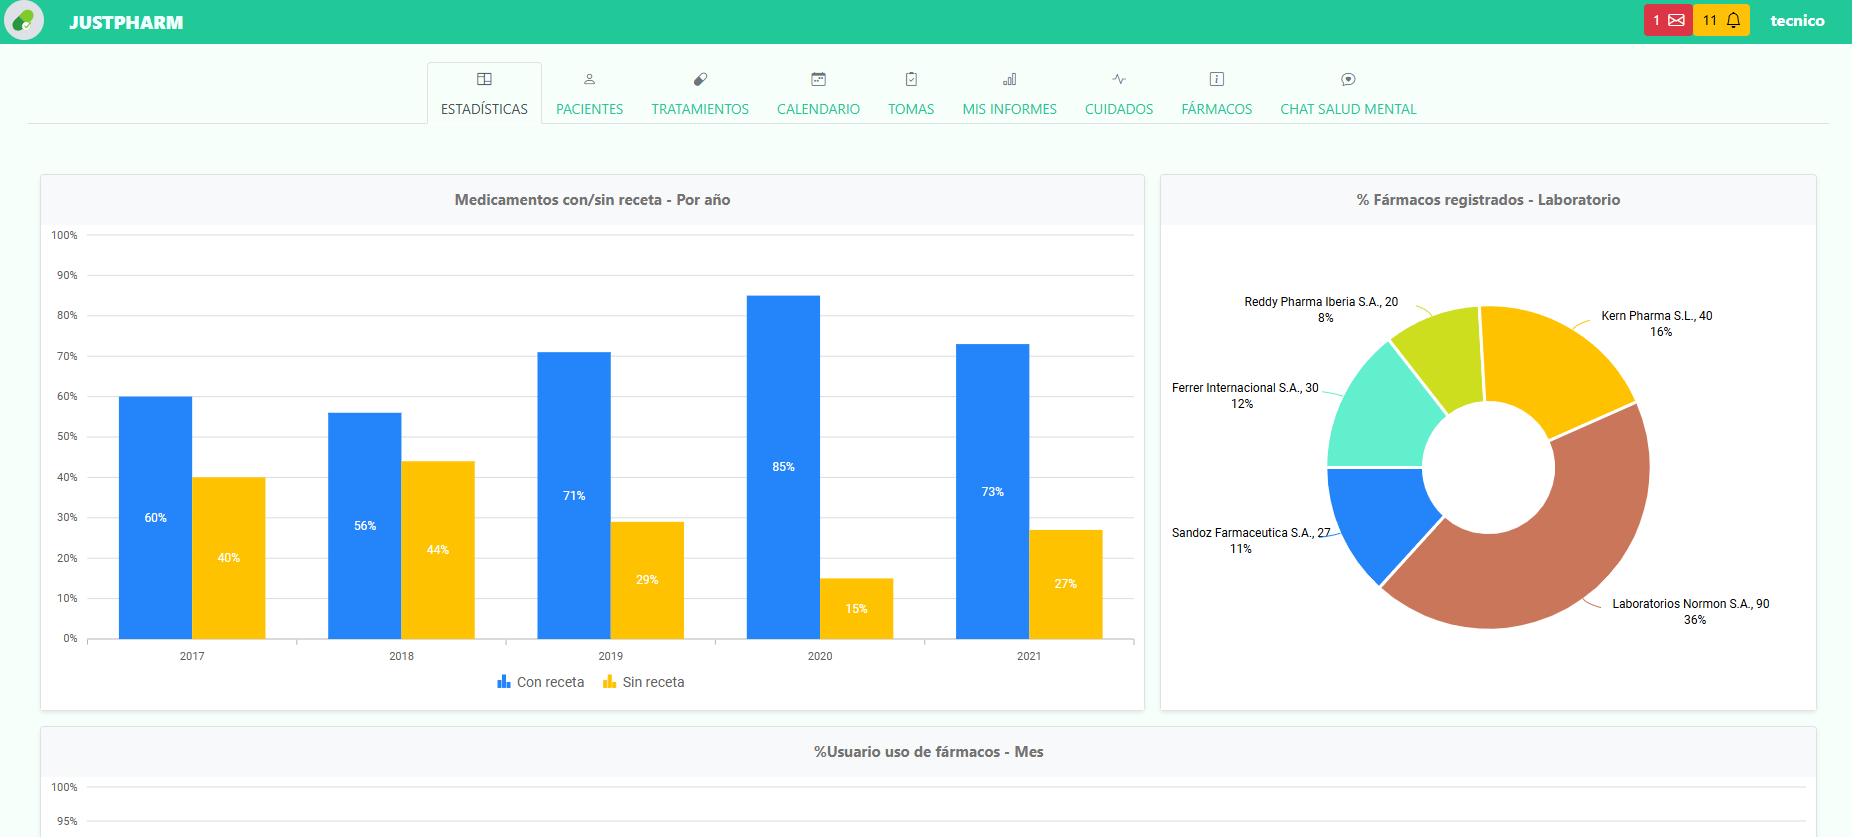 JUSTPHARM
1
11
tecnico
ESTADÍSTICAS
PACIENTES
TRATAMIENTOS
CALENDARIO
TOMAS
MIS INFORMES
CUIDADOS
FÁRMACOS
CHAT SALUD MENTAL
Medicamentos con/sin receta - Por año
100%
90%
80%
70%
60%
50%
40%
30%
20%
10%
0%
60%
40%
56%
44%
71%
29%
85%
15%
73%
27%
2017
2018
2019
2020
2021
Con receta
Sin receta
% Fármacos registrados - Laboratorio
Reddy Pharma Iberia S.A., 20
8%
Kern Pharma S.L., 40
16%
Ferrer Internacional S.A., 30
12%
Sandoz Farmaceutica S.A., 27
11%
Laboratorios Normon S.A., 90
36%
%Usuario uso de fármacos - Mes
100%
95%